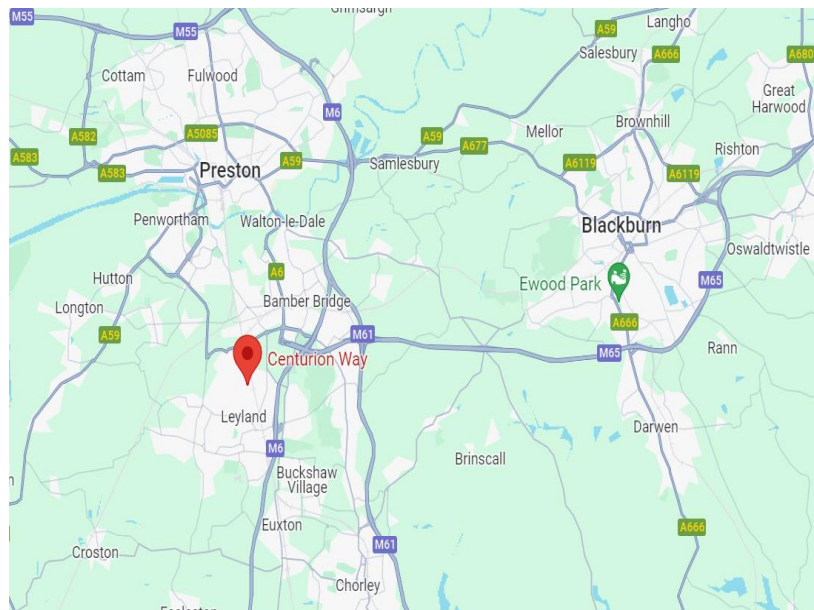 Grimsargh
M55
M55
A59
Langho
A666
Salesbury
A680
Cottam
Fulwood
Great
Harwood
M6
A582
A5085
A59
Mellor
Brownhill
A583
A677
Rishton
A583
Preston
A59
Samlesbury
A6119
A6119
Penwortham
Walton-le-Dale
Blackburn
Oswaldtwistle
Hutton
A6
Ewood Park
M65
Longton
Bamber Bridge
A59
M61
A666
Centurion Way
M65
Rann
Leyland
Darwen
M6
Buckshaw
Village
Brinscall
Euxton
A666
Croston
M61
Chorley
Eccleston